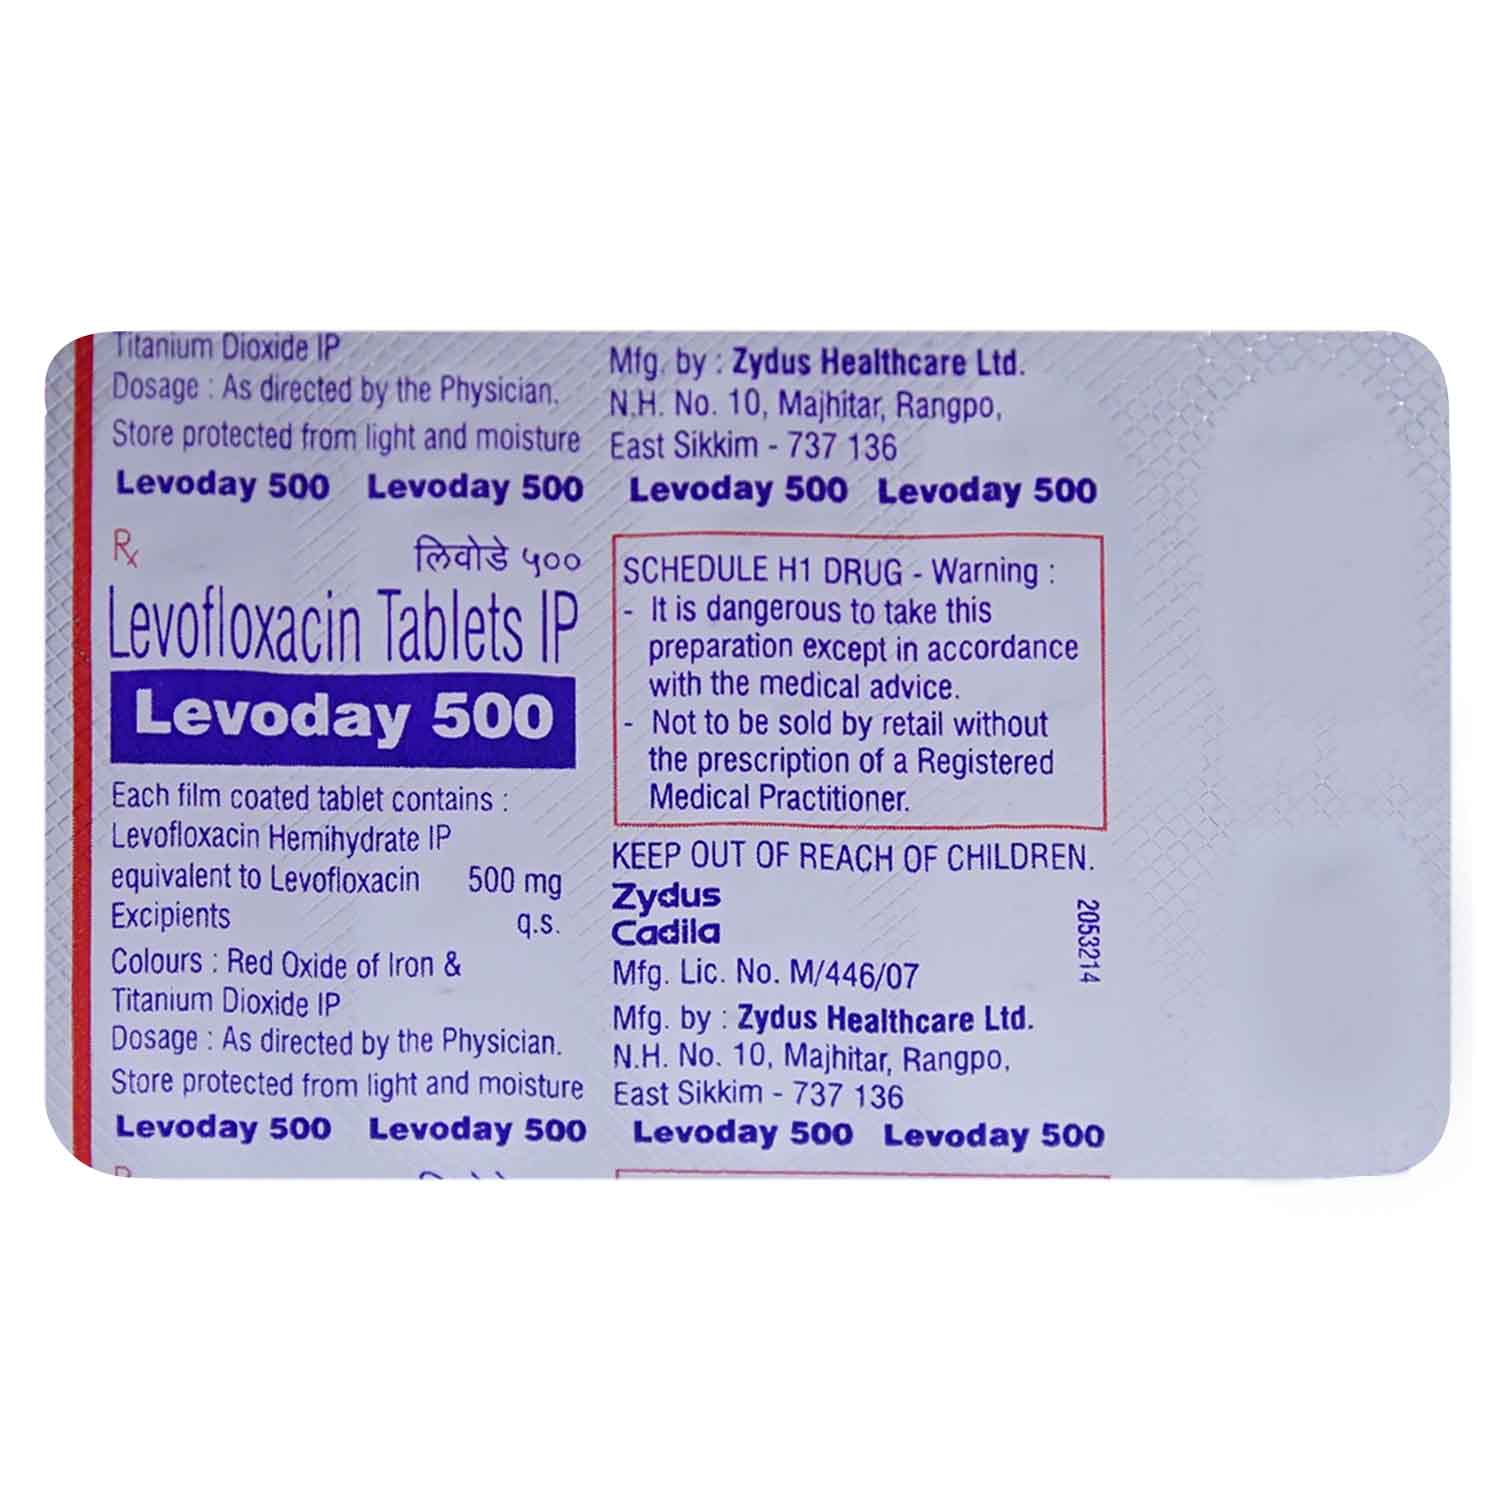 Titanium Dioxide IP
Dosage : As directed by the Physician.
Store protected from light and moisture
Mfg. by : Zydus Healthcare Ltd.
N.H. No. 10, Majhitar, Rangpo,
East Sikkim - 737 136
Levoday 500 Levoday 500 Levoday 500 Levoday 500
Rx लिवोडे ५००
Levofloxacin Tablets IP
Levoday 500
Each film coated tablet contains :
Levofloxacin Hemihydrate IP
equivalent to Levofloxacin 500 mg
Excipients q.s.
Colours : Red Oxide of Iron &
Titanium Dioxide IP
Dosage : As directed by the Physician.
Store protected from light and moisture
SCHEDULE H1 DRUG - Warning :
- It is dangerous to take this
preparation except in accordance
with the medical advice.
- Not to be sold by retail without
the prescription of a Registered
Medical Practitioner.
KEEP OUT OF REACH OF CHILDREN.
Zydus
Cadila
Mfg. Lic. No. M/446/07
Mfg. by : Zydus Healthcare Ltd.
N.H. No. 10, Majhitar, Rangpo,
East Sikkim - 737 136
2053214
Levoday 500 Levoday 500 Levoday 500 Levoday 500